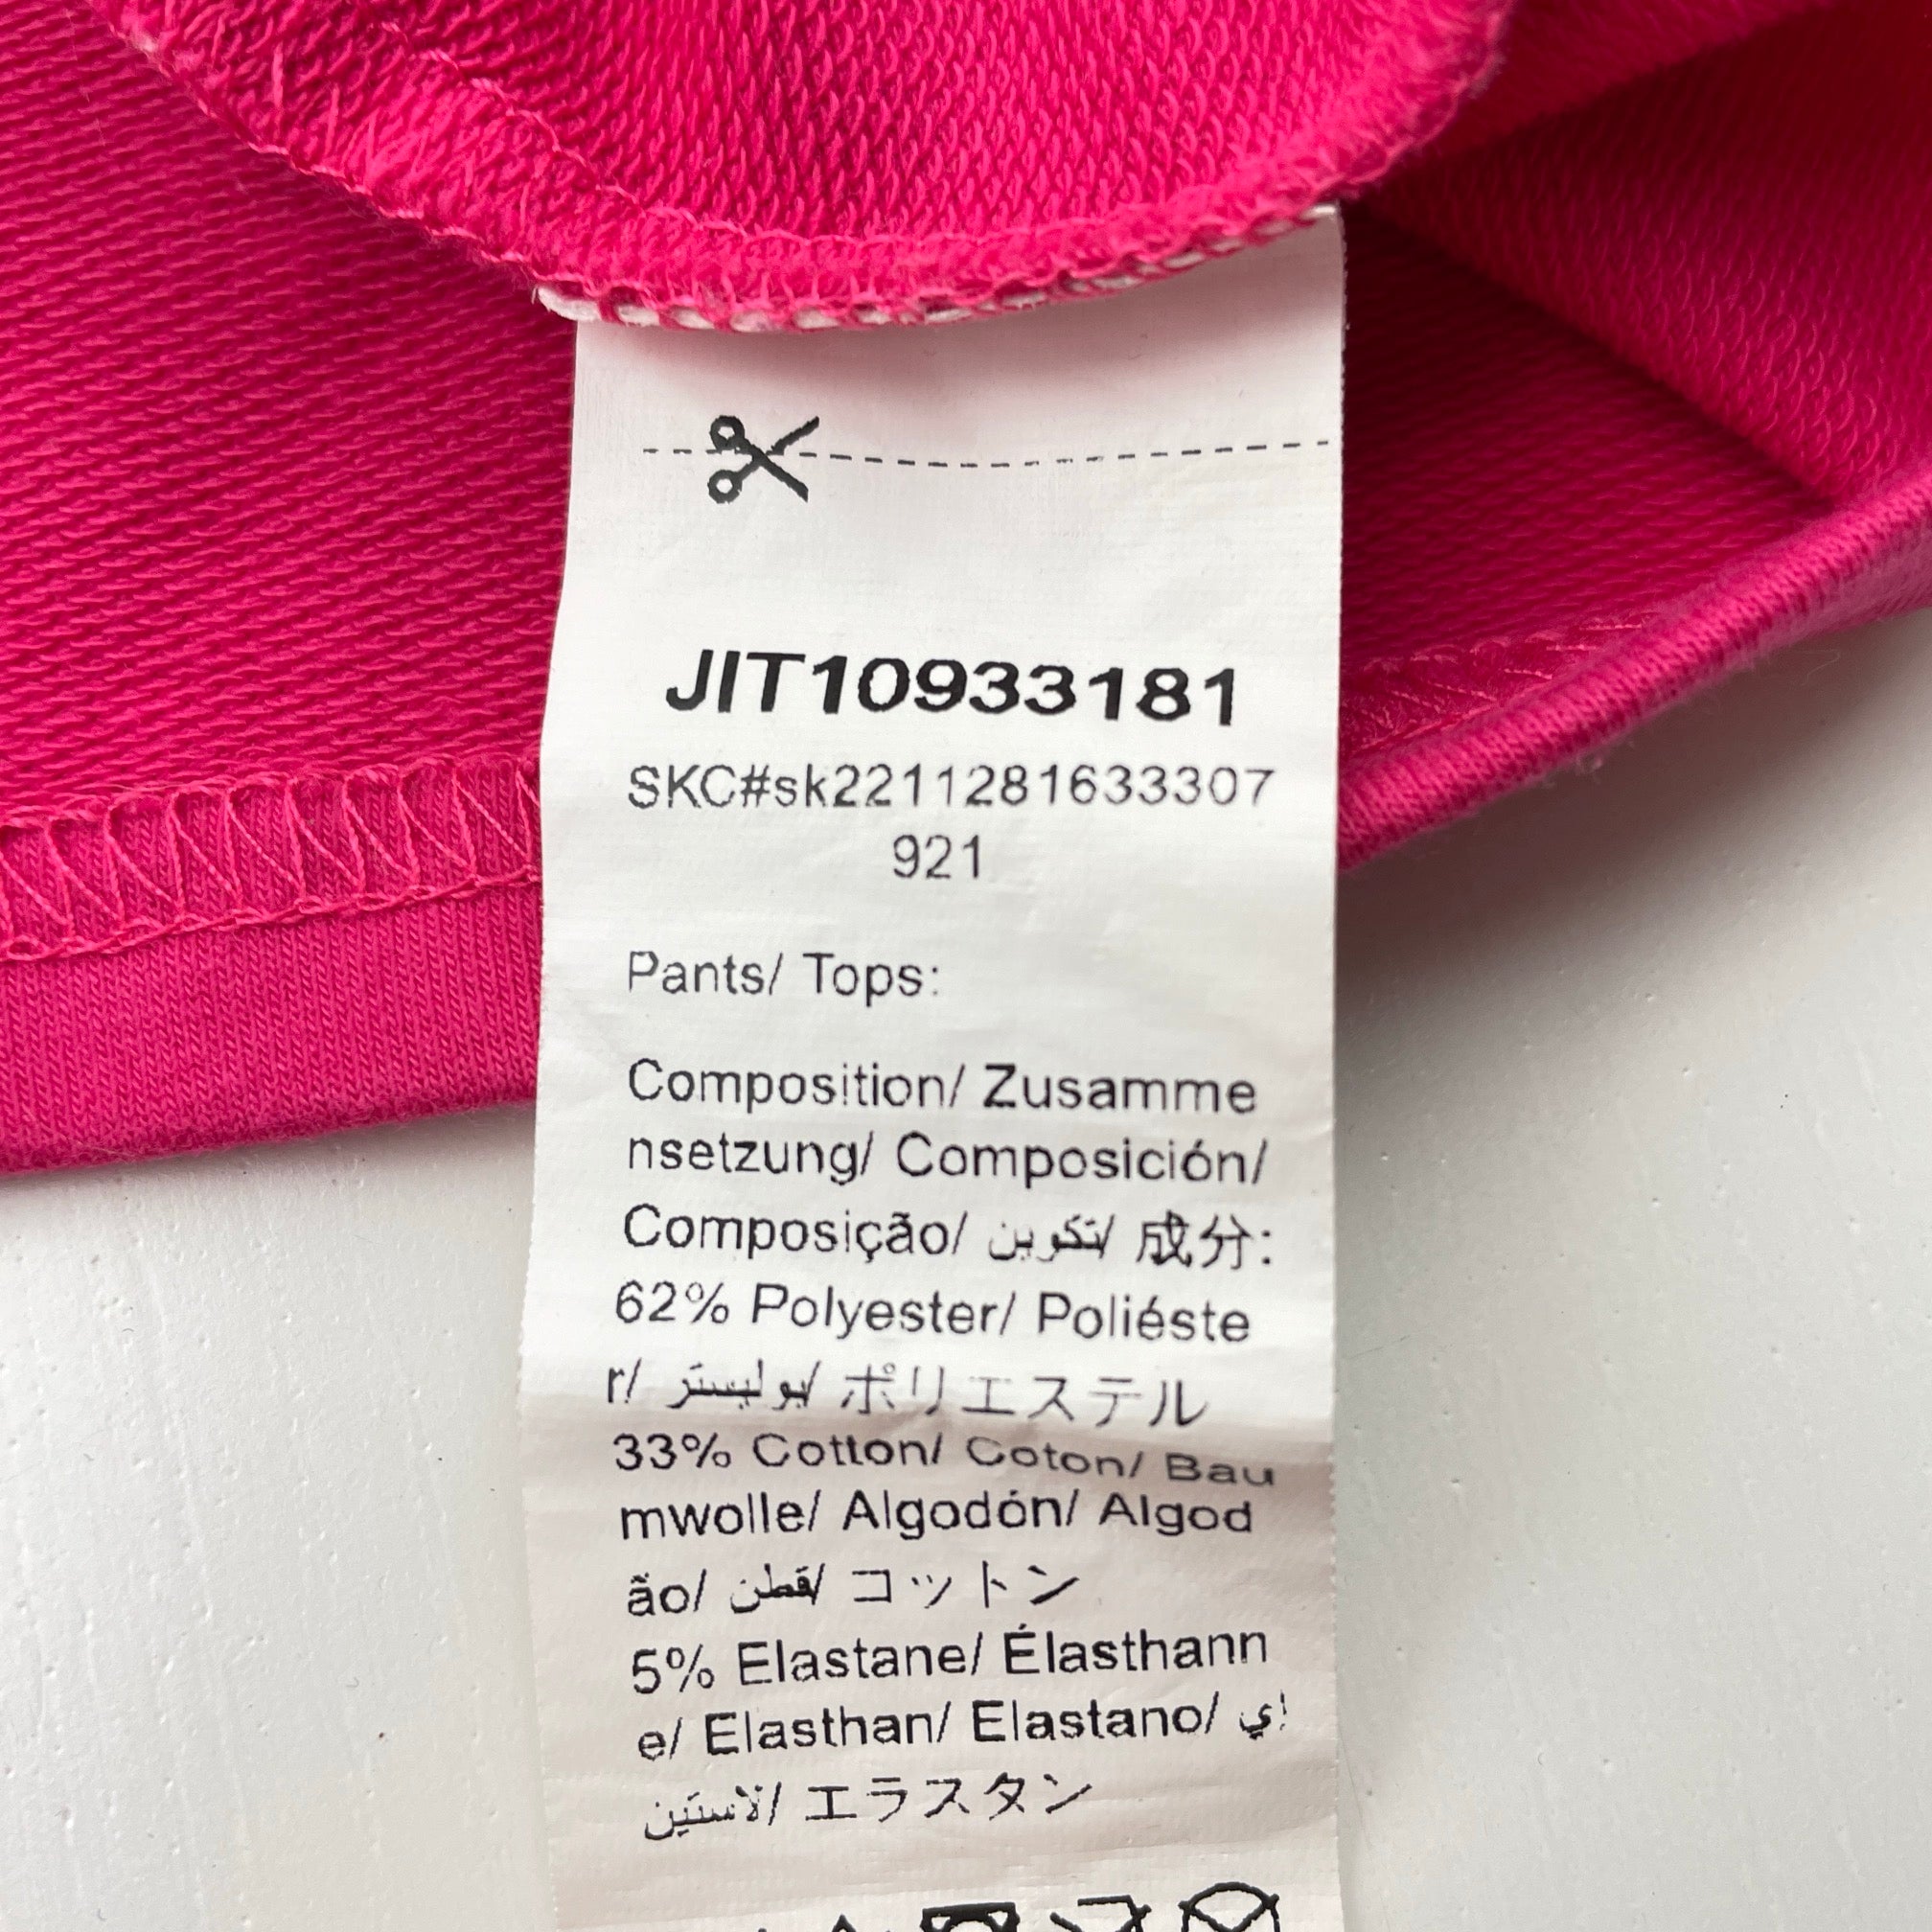 JIT10933181
SKC#sk2211281633307
921
Pants/ Tops:
Composition/ Zusamme
nsetzung/ Composición/
Composição/ تكوين/ 成分:
62% Polyester/ Poliéste
r/ بوليستر/ ポリエステル
33% Cotton/ Coton/ Bau
mwolle/ Algodón/ Algod
ão/ قطن/ コットン
5% Elastane/ Élasthann
e/ Elasthan/ Elastano/ إي
لاستين/ エラスタン